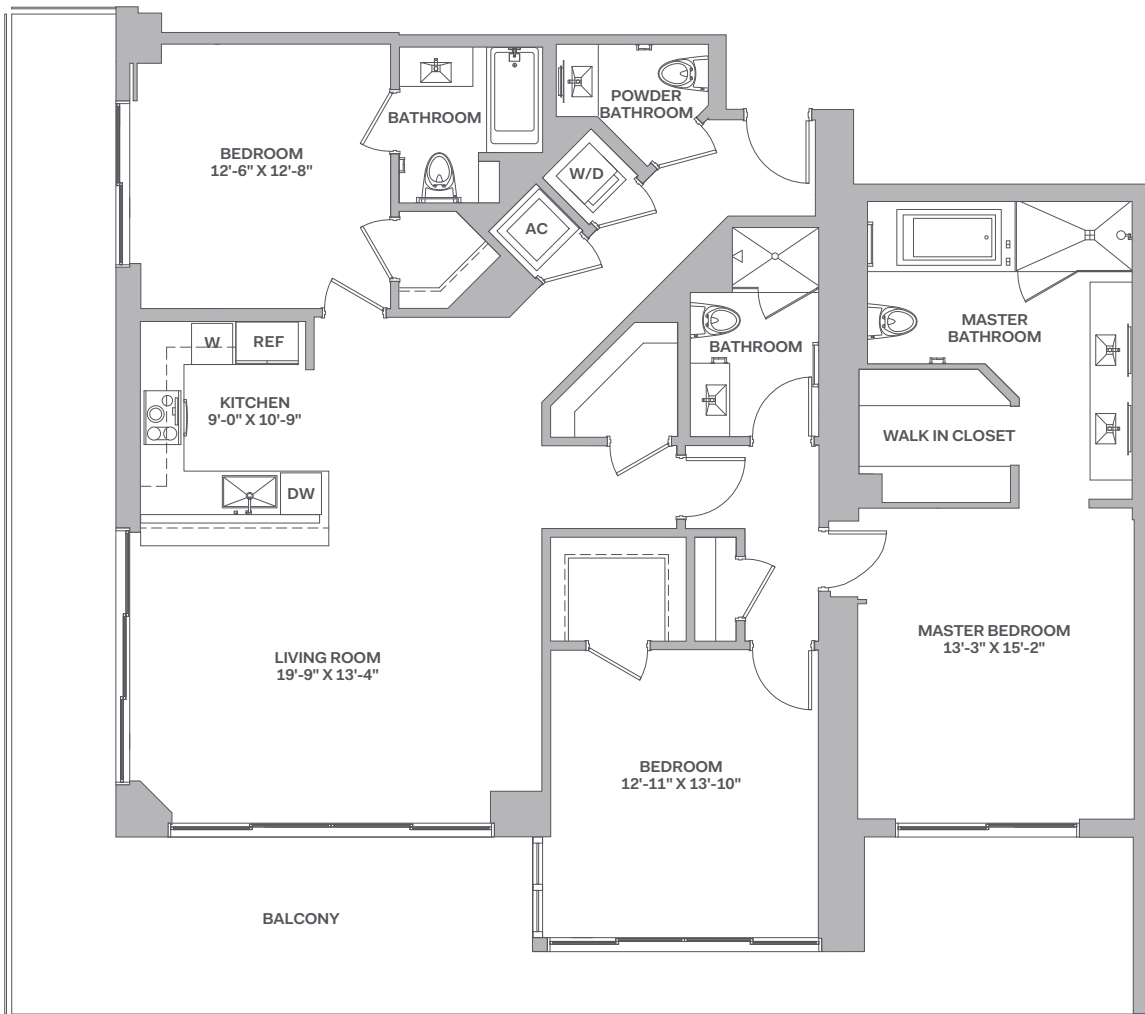 BATHROOM
POWDER
BATHROOM
BEDROOM
12'-6" X 12'-8"
W/D
AC
W
REF
KITCHEN
9'-0" X 10'-9"
BATHROOM
MASTER
BATHROOM
WALK IN CLOSET
DW
LIVING ROOM
19'-9" X 13'-4"
MASTER BEDROOM
13'-3" X 15'-2"
BEDROOM
12'-11" X 13'-10"
BALCONY